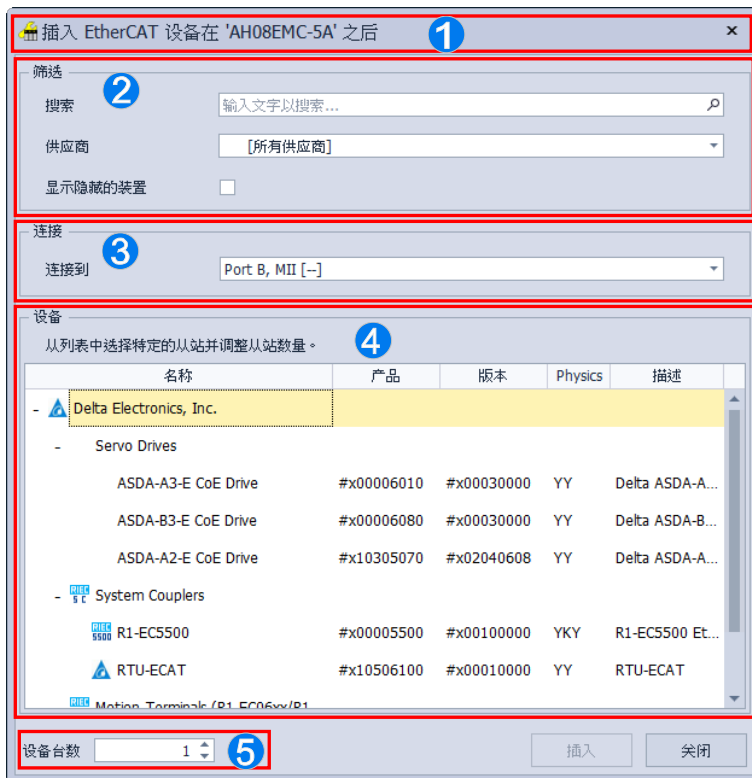 插入 EtherCAT 设备在 'AH08EMC-5A' 之后 1 ×
筛选
2
搜索 输入文字以搜索...
供应商 [所有供应商]
显示隐藏的装置
连接
3
连接到 Port B, MII [--]
设备
从列表中选择特定的从站并调整从站数量。 4
名称 产品 版本 Physics 描述
- Delta Electronics, Inc.
- Servo Drives
ASDA-A3-E CoE Drive #x00006010 #x00030000 YY Delta ASDA-A...
ASDA-B3-E CoE Drive #x00006080 #x00030000 YY Delta ASDA-B...
ASDA-A2-E CoE Drive #x10305070 #x02040608 YY Delta ASDA-A...
- System Couplers
R1-EC5500 #x00005500 #x00100000 YKY R1-EC5500 Et...
RTU-ECAT #x10506100 #x00010000 YY RTU-ECAT
Motion Terminals (R1-EC06xx/R1
设备台数 1 5 插入 关闭